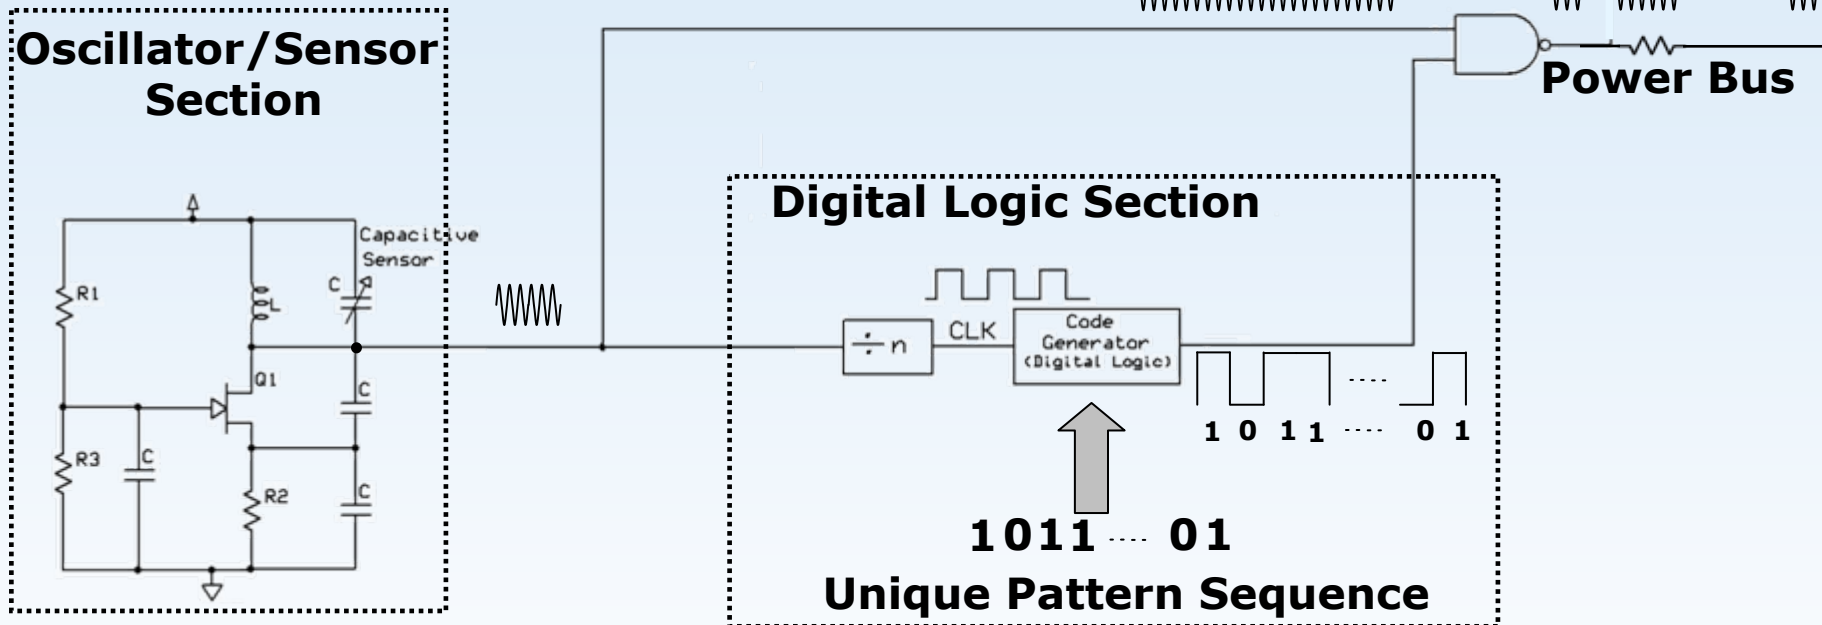 Oscillator/Sensor
Section
Power Bus
Digital Logic Section
Capacitive
Sensor
R1
L
C
÷ n
CLK
Code
Generator
(Digital Logic)
Q1
C
R3
C
R2
C
1 0 1 1 ---- 0 1
1011 ---- 01
Unique Pattern Sequence